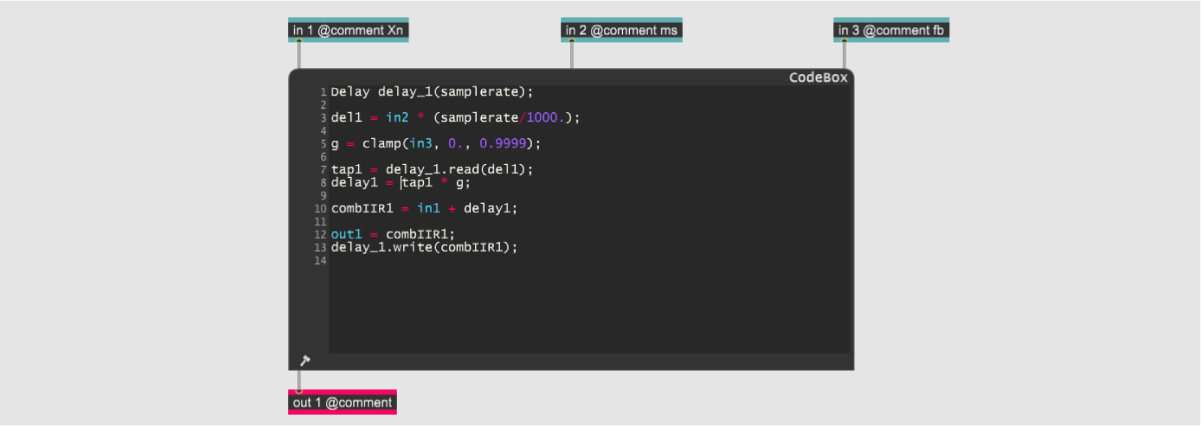 in 1 @comment Xn
in 2 @comment ms
in 3 @comment fb
CodeBox
1 Delay delay_1(samplerate);
2
3 del1 = in2 * (samplerate/1000.);
4
5 g = clamp(in3, 0., 0.9999);
6
7 tap1 = delay_1.read(del1);
8 delay1 = tap1 * g;
9
10 combIIR1 = in1 + delay1;
11
12 out1 = combIIR1;
13 delay_1.write(combIIR1);
14
out 1 @comment